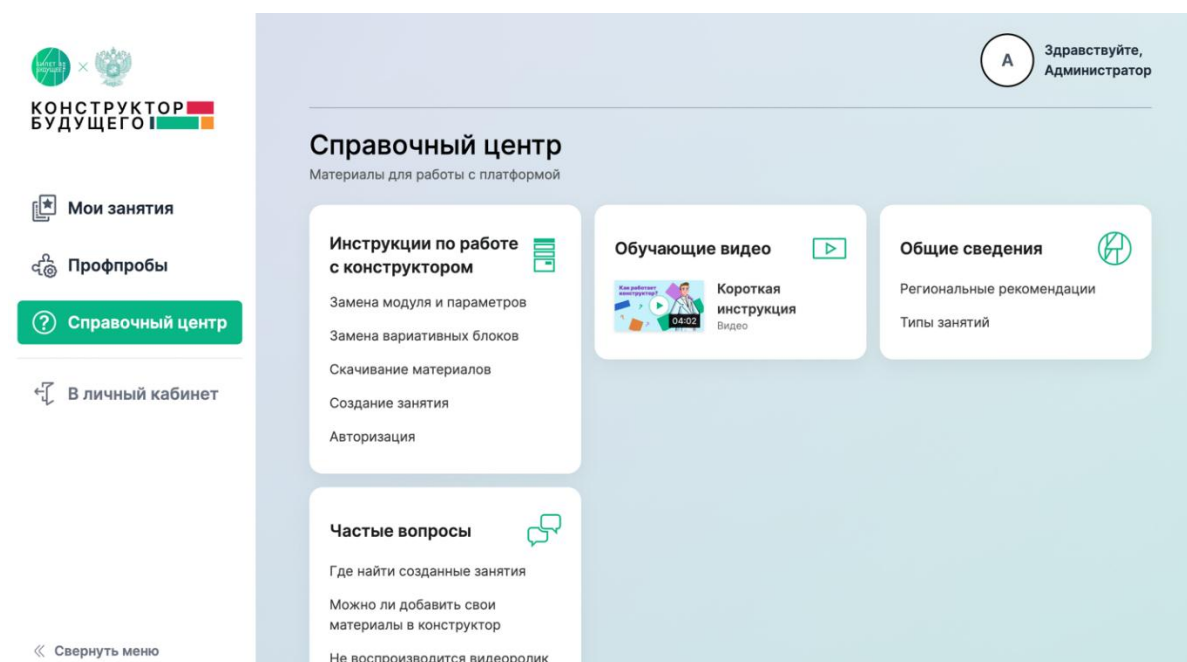 БИЛЕТ В БУДУЩЕЕ
×
КОНСТРУКТОР
БУДУЩЕГО
Мои занятия
Профпробы
Справочный центр
В личный кабинет
Свернуть меню
А
Здравствуйте,
Администратор
Справочный центр
Материалы для работы с платформой
Инструкции по работе
с конструктором
Замена модуля и параметров
Замена вариативных блоков
Скачивание материалов
Создание занятия
Авторизация
Обучающие видео
Как работает
конструктор?
04:02
Короткая
инструкция
Видео
Общие сведения
Региональные рекомендации
Типы занятий
Частые вопросы
Где найти созданные занятия
Можно ли добавить свои
материалы в конструктор
Не воспроизводится видеоролик